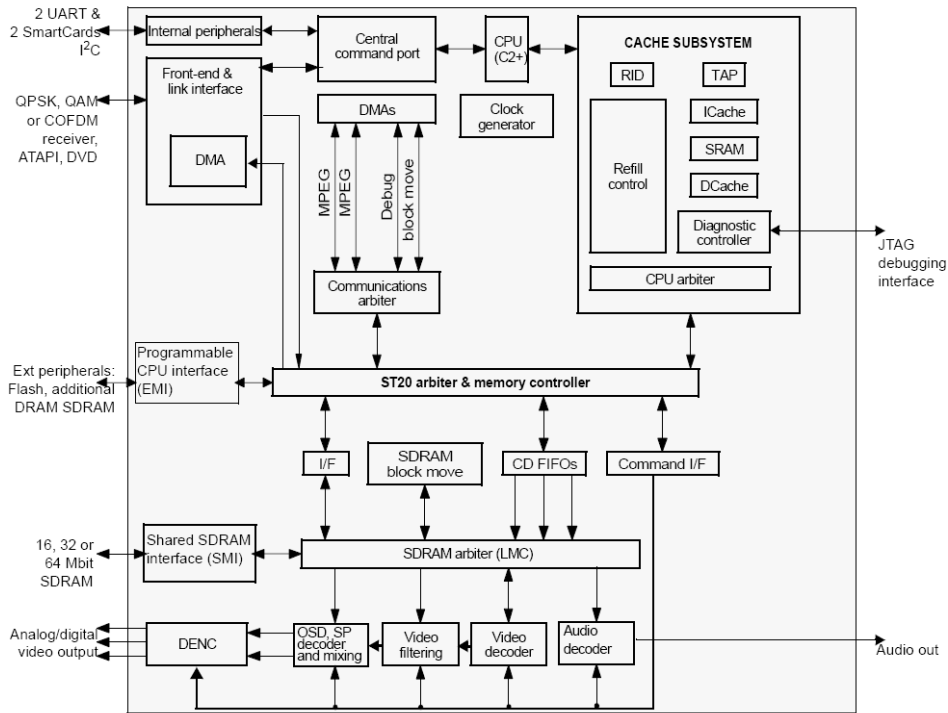 2 UART &
2 SmartCards
I²C
Internal peripherals
Central
command port
CPU
(C2+)
CACHE SUBSYSTEM
RID
TAP
Front-end &
link interface
QPSK, QAM
or COFDM
receiver,
ATAPI, DVD
DMA
DMAs
Clock
generator
ICache
SRAM
DCache
Refill
control
MPEG
MPEG
Debug
block move
Diagnostic
controller
JTAG
debugging
interface
CPU arbiter
Communications
arbiter
Ext peripherals:
Flash, additional
DRAM SDRAM
Programmable
CPU interface
(EMI)
ST20 arbiter & memory controller
I/F
SDRAM
block move
CD FIFOs
Command I/F
16, 32 or
64 Mbit
SDRAM
Shared SDRAM
interface (SMI)
SDRAM arbiter (LMC)
Analog/digital
video output
DENC
OSD, SP
decoder
and mixing
Video
filtering
Video
decoder
Audio
decoder
Audio out